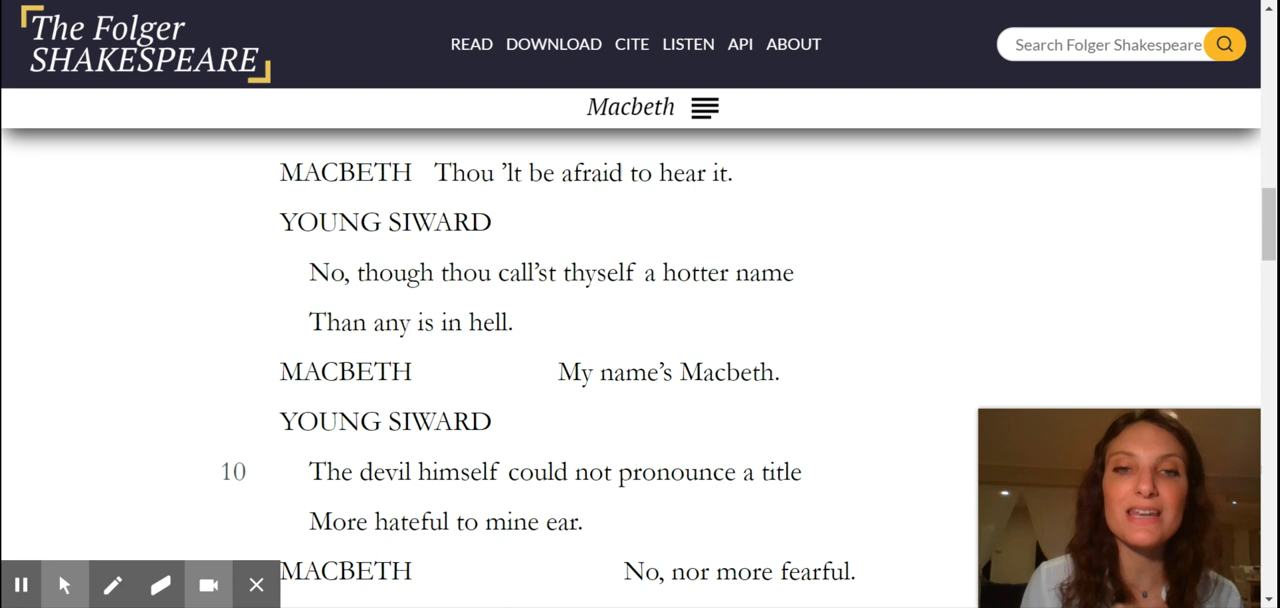 The Folger
SHAKESPEARE
READ DOWNLOAD CITE LISTEN API ABOUT
Search Folger Shakespeare
Macbeth
MACBETH Thou ’lt be afraid to hear it.
YOUNG SIWARD
No, though thou call’st thyself a hotter name
Than any is in hell.
MACBETH My name’s Macbeth.
YOUNG SIWARD
10 The devil himself could not pronounce a title
More hateful to mine ear.
MACBETH No, nor more fearful.